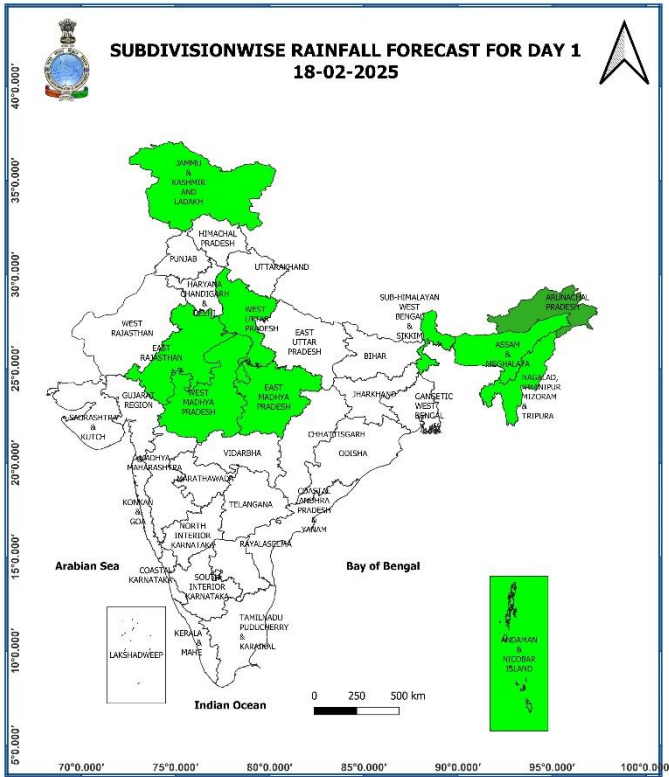 SUBDIVISIONWISE RAINFALL FORECAST FOR DAY 1
18-02-2025
40°0.000'
35°0.000'
30°0.000'
25°0.000'
20°0.000'
15°0.000'
10°0.000'
5°0.000'
JAMMU
&
KASHMIR
AND
LADAKH
HIMACHAL
PRADESH
PUNJAB
UTTARAKHAND
HARYANA
CHANDIGARH
&
DELHI
WEST
UTTAR
PRADESH
WEST
RAJASTHAN
EAST
RAJASTHAN
EAST
UTTAR
PRADESH
SUB-HIMALAYAN
WEST
BENGAL
&
SIKKIM
ARUNACHAL
PRADESH
ASSAM
&
MEGHALAYA
NAGALAD,
MANIPUR
MIZORAM
&
TRIPURA
BIHAR
GUJARAT
REGION
WEST
MADHYA
PRADESH
EAST
MADHYA
PRADESH
JHARKHAND
GANGETIC
WEST
BENGAL
SAURASHTRA
&
KUTCH
CHHATTISGARH
ODISHA
MADHYA
MAHARASHTRA
VIDARBHA
MARATHAWADA
KONKAN
&
GOA
TELANGANA
COASTAL
ANDHRA
PRADESH
&
YANAM
NORTH
INTERIOR
KARNATAKA
RAYALASEEMA
Arabian Sea
Bay of Bengal
COASTAL
KARNATAKA
SOUTH
INTERIOR
KARNATAKA
LAKSHADWEEP
KERALA
&
MAHE
TAMILNADU
PUDUCHERRY
&
KARAIKAL
ANDAMAN
&
NICOBAR
ISLAND
Indian Ocean
0 250 500 km
70°0.000' 75°0.000' 80°0.000' 85°0.000' 90°0.000' 95°0.000' 100°0.000'